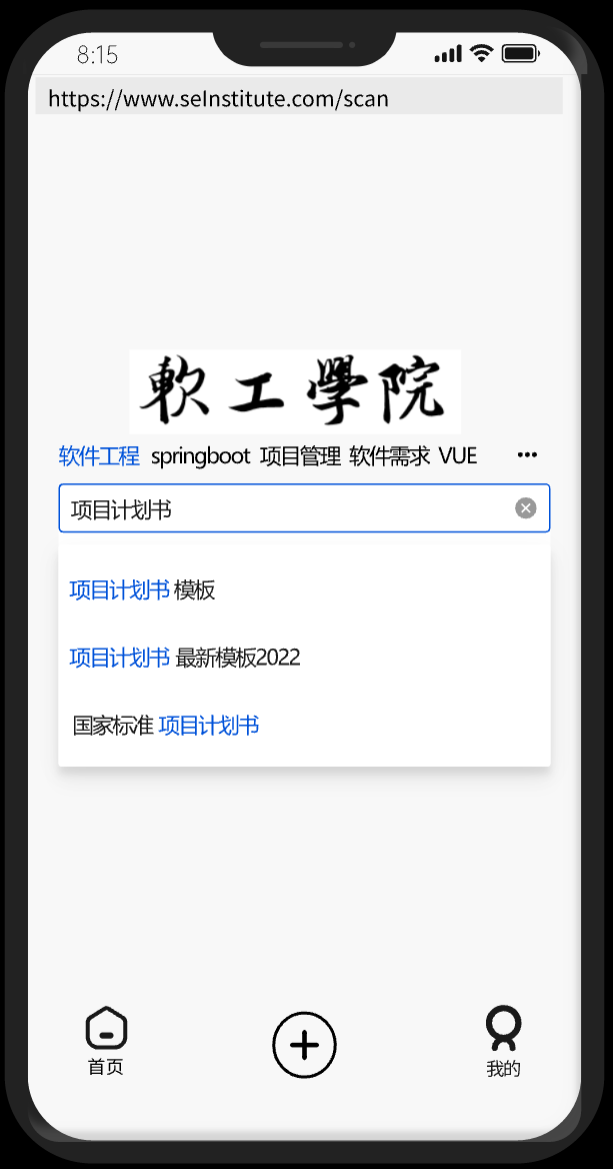 8:15
https://www.seInstitute.com/scan
軟工學院
软件工程 springboot 项目管理 软件需求 VUE •••
项目计划书
项目计划书 模板
项目计划书 最新模板2022
国家标准 项目计划书
首页 我的